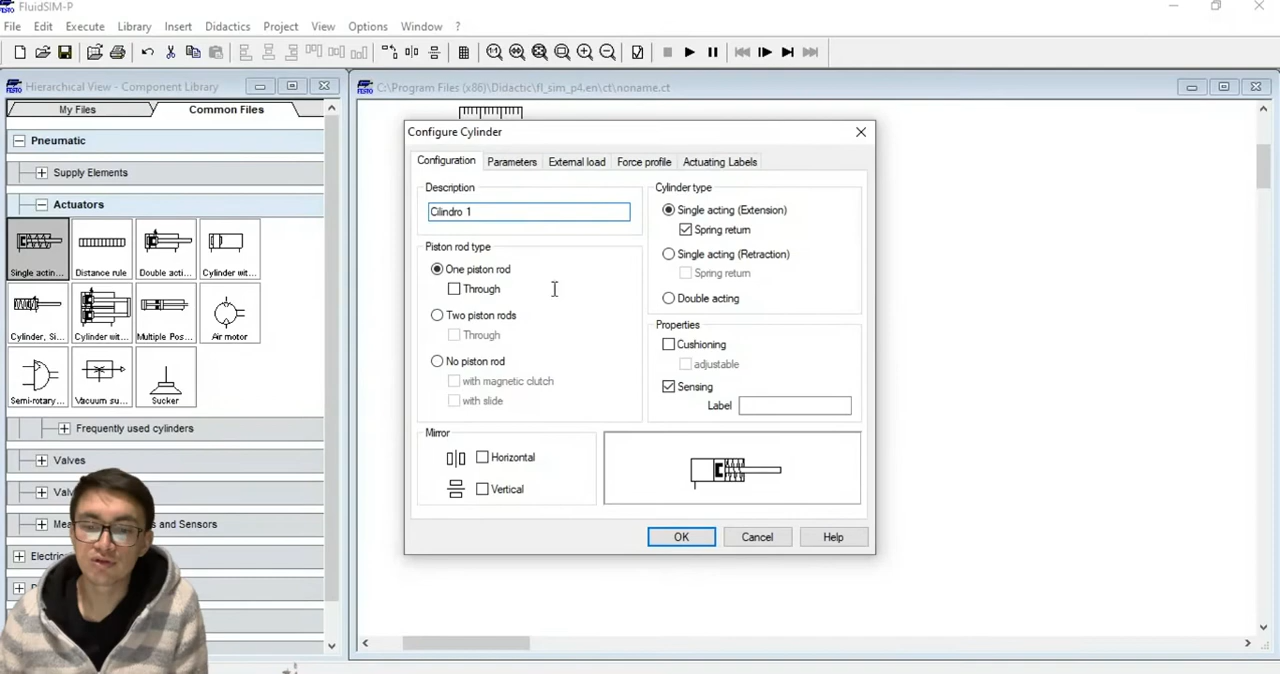 FluidSIM-P
File Edit Execute Library Insert Didactics Project View Options Window ?
FESTO Hierarchical View - Component Library
My Files Common Files
Pneumatic
Supply Elements
Actuators
Single actin... Distance rule Double acti... Cylinder wit...
Cylinder, Si... Cylinder wit... Multiple Pos... Air motor
Semi-rotary... Vacuum su... Sucker
Frequently used cylinders
Valves
and Sensors
FESTO C:\Program Files (x86)\Didactic\fl_sim_p4.en\ct\noname.ct
Configure Cylinder
Configuration Parameters External load Force profile Actuating Labels
Description
Cilindro 1
Piston rod type
One piston rod
Through
Two piston rods
Through
No piston rod
with magnetic clutch
with slide
Mirror
Horizontal
Vertical
Cylinder type
Single acting (Extension)
Spring return
Single acting (Retraction)
Spring return
Double acting
Properties
Cushioning
adjustable
Sensing
Label
OK Cancel Help